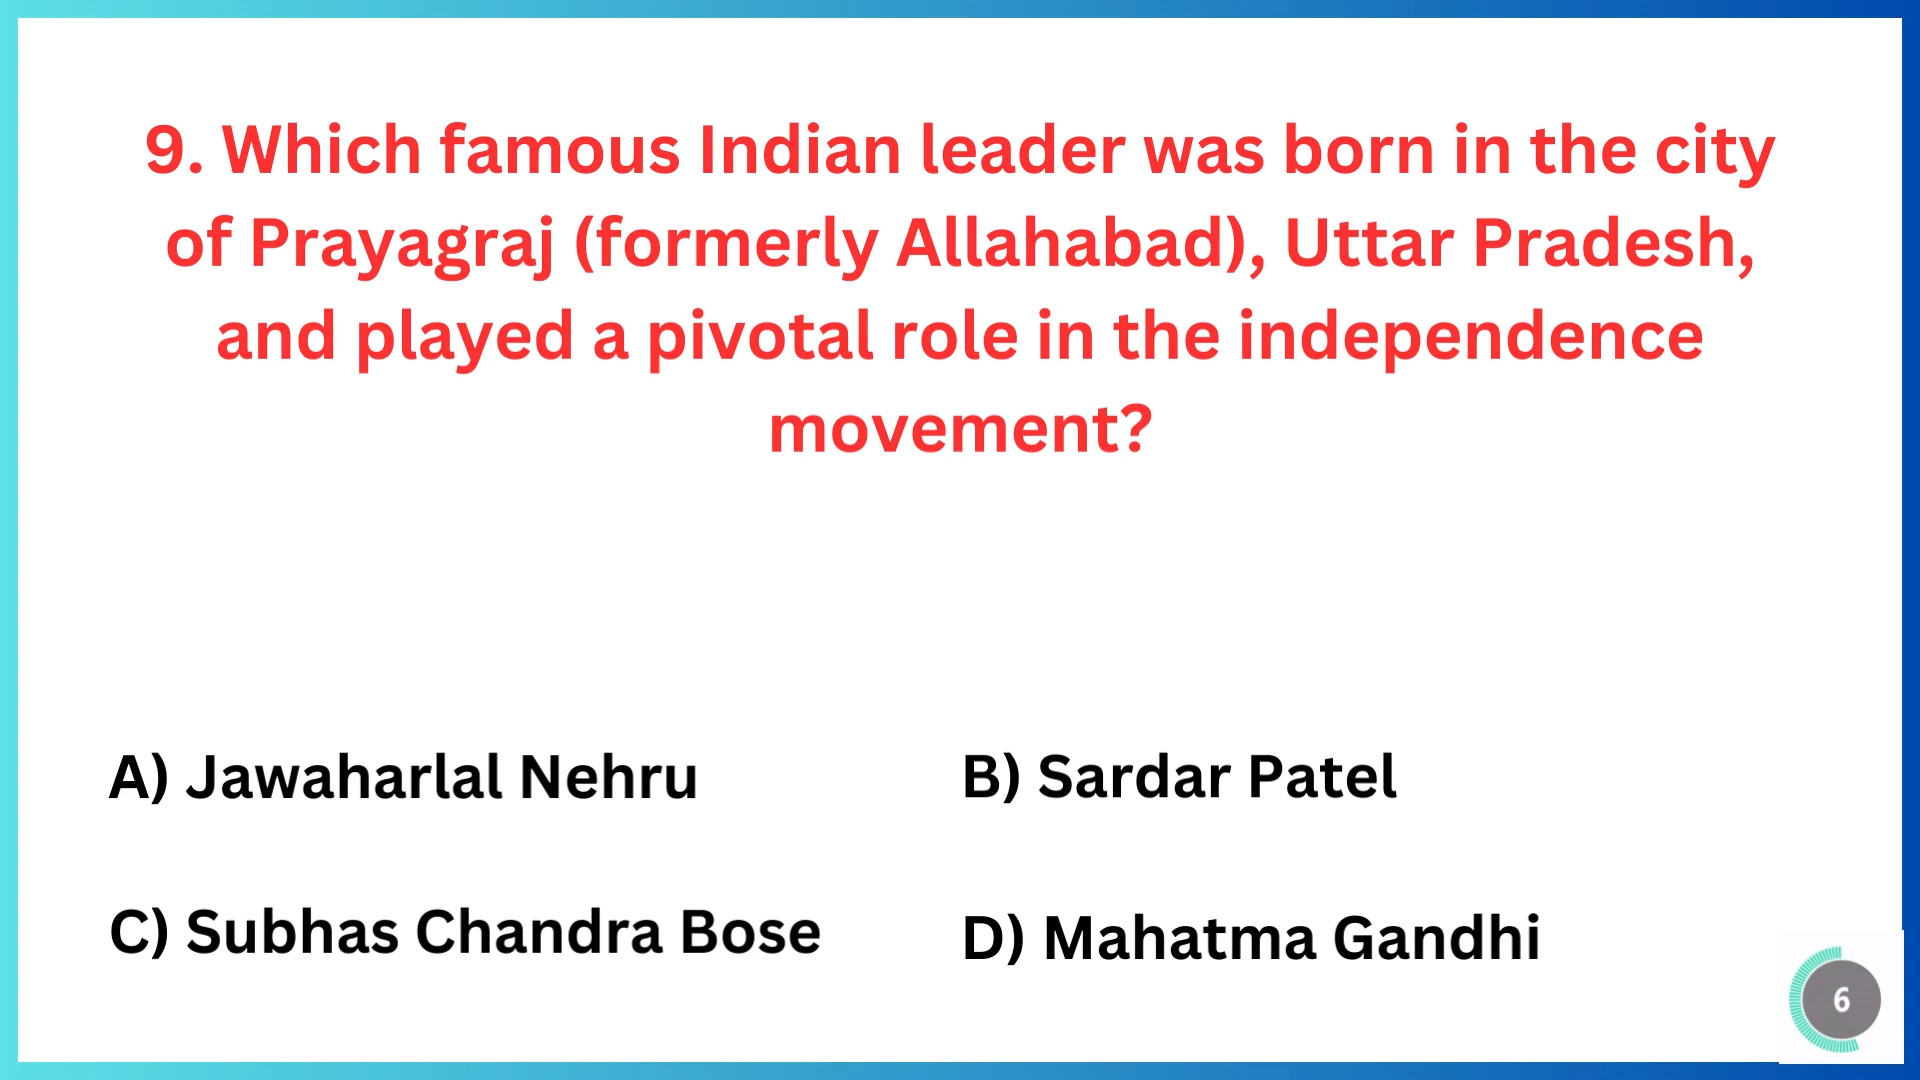 9. Which famous Indian leader was born in the city
of Prayagraj (formerly Allahabad), Uttar Pradesh,
and played a pivotal role in the independence
movement?
A) Jawaharlal Nehru
B) Sardar Patel
C) Subhas Chandra Bose
D) Mahatma Gandhi
6